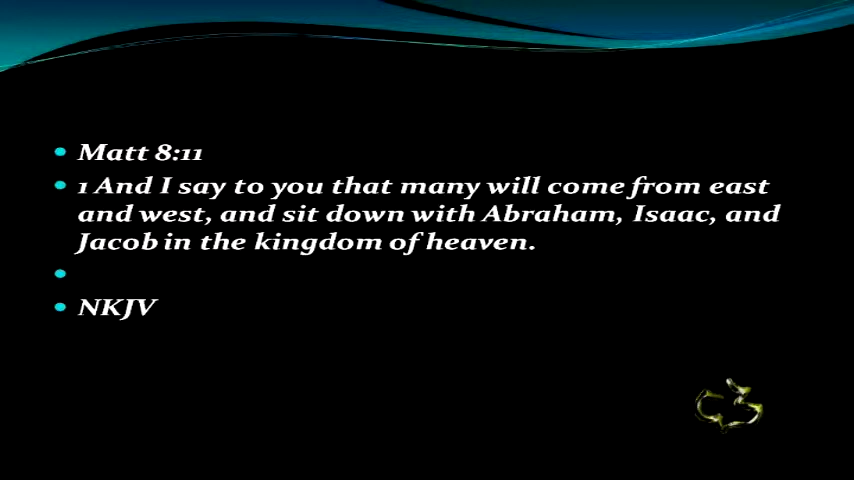 Matt 8:11
1 And I say to you that many will come from east
and west, and sit down with Abraham, Isaac, and
Jacob in the kingdom of heaven.
NKJV